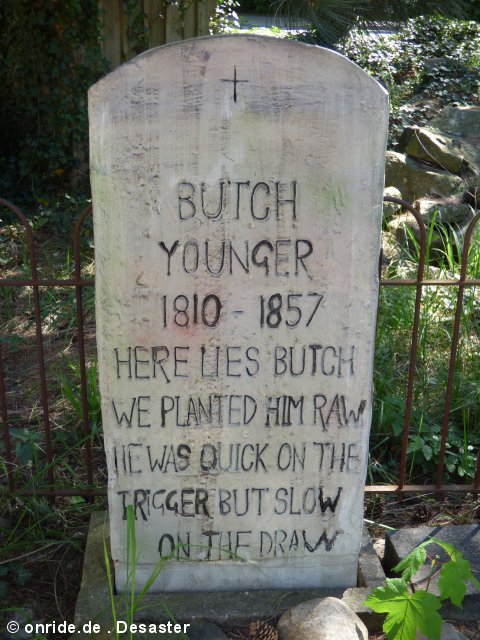 BUTCH
YOUNGER
1810 - 1857
HERE LIES BUTCH
WE PLANTED HIM RAW
HE WAS QUICK ON THE
TRIGGER BUT SLOW
ON THE DRAW
© onride.de . Desaster